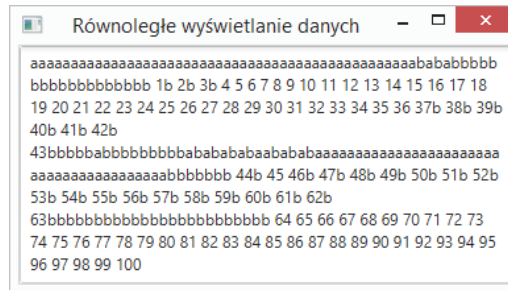 Równoległe wyświetlanie danych
aaaaaaaaaaaaaaaaaaaaaaaaaaaaaaaaaaaaaaaaaaaaaaababbbbb
bbbbbbbbbbbbb 1b 2b 3b 4 5 6 7 8 9 10 11 12 13 14 15 16 17 18
19 20 21 22 23 24 25 26 27 28 29 30 31 32 33 34 35 36 37b 38b 39b
40b 41b 42b
43bbbbbabbbbbbbbbabababababaabababaaaaaaaaaaaaaaaaaaaaaa
aaaaaaaaaaaaaaaaabbbbbbb 44b 45 46b 47b 48b 49b 50b 51b 52b
53b 54b 55b 56b 57b 58b 59b 60b 61b 62b
63bbbbbbbbbbbbbbbbbbbbbbbb 64 65 66 67 68 69 70 71 72 73
74 75 76 77 78 79 80 81 82 83 84 85 86 87 88 89 90 91 92 93 94 95
96 97 98 99 100